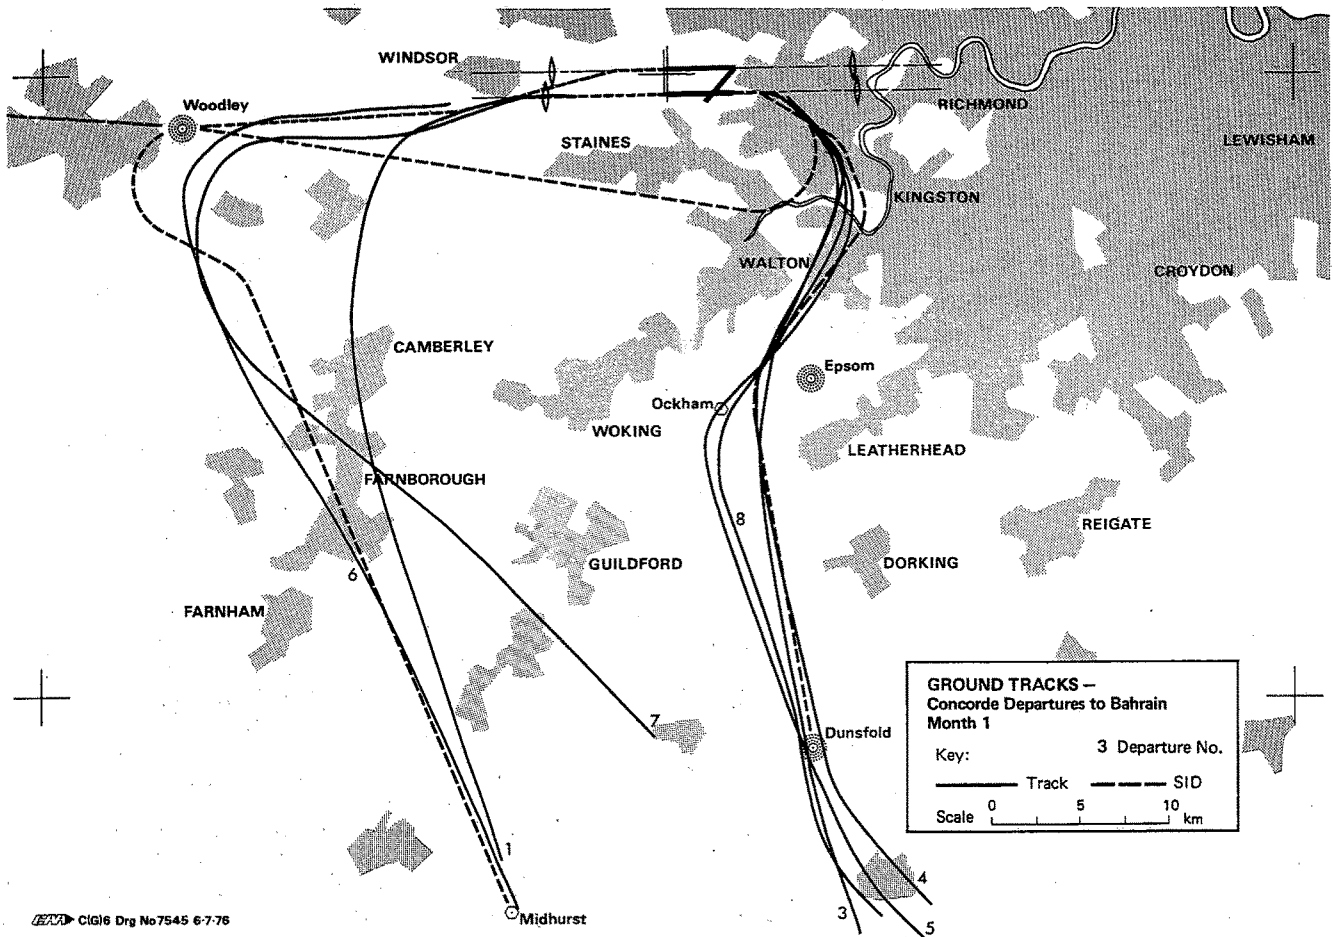 WINDSOR
Woodley
RICHMOND
STAINES
LEWISHAM
KINGSTON
WALTON
CROYDON
CAMBERLEY
Epsom
Ockham
WOKING
LEATHERHEAD
FARNBOROUGH
8
REIGATE
GUILDFORD
DORKING
6
FARNHAM
GROUND TRACKS –
Concorde Departures to Bahrain
Month 1
Key:
3 Departure No.
Track
SID
0 5 10
Scale
km
7
Dunsfold
1
4
3
5
Midhurst
C(G)6 Drg No 7545 6·7·76